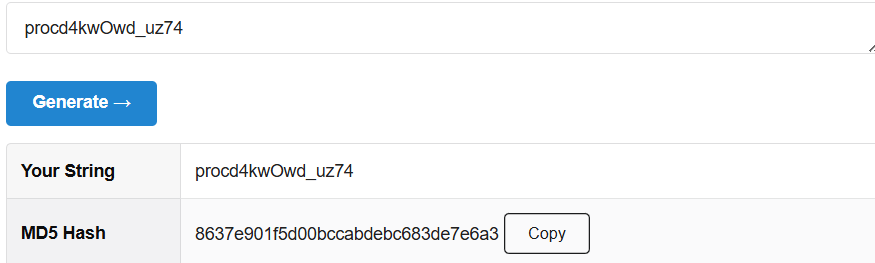 procd4kwOwd_uz74
Generate →
Your String procd4kwOwd_uz74
MD5 Hash 8637e901f5d00bccabdebc683de7e6a3 Copy